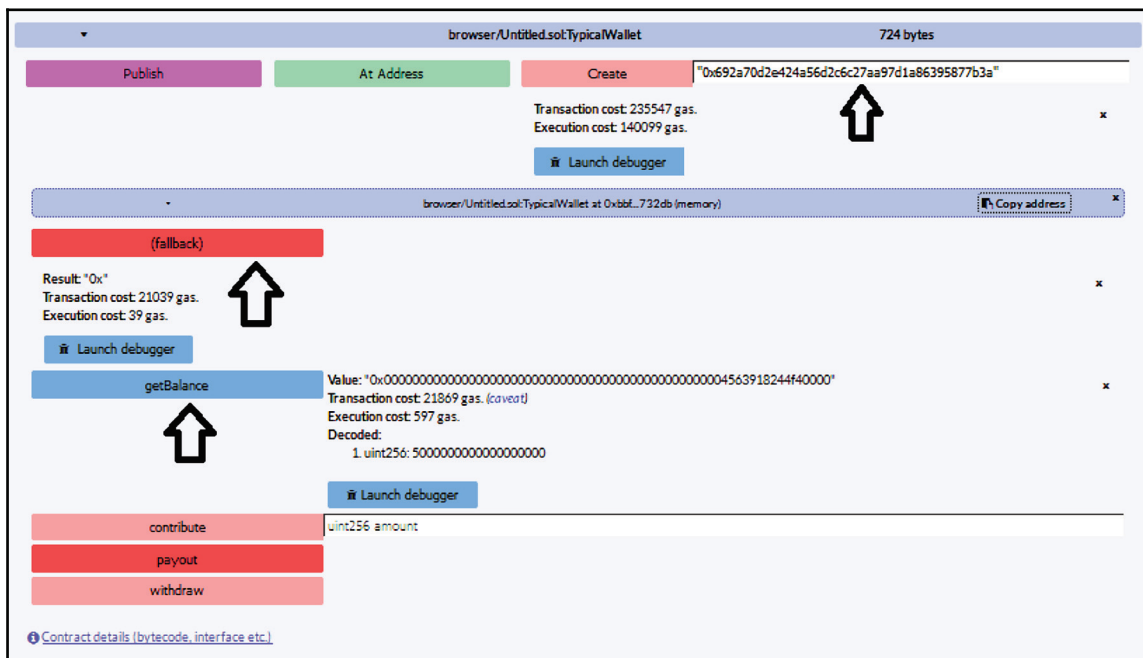 browser/Untitled.sol:TypicalWallet 724 bytes
Publish At Address Create "0x692a70d2e424a56d2c6c27aa97d1a86395877b3a"
Transaction cost: 235547 gas. x
Execution cost: 140099 gas.
Launch debugger
browser/Untitled.sol:TypicalWallet at 0xbbf...732db (memory) Copy address x
(fallback)
Result: "0x"
Transaction cost: 21039 gas. x
Execution cost: 39 gas.
Launch debugger
getBalance Value: "0x0000000000000000000000000000000000000000000000004563918244f40000" x
Transaction cost: 21869 gas. (caveat)
Execution cost: 597 gas.
Decoded:
1. uint256: 5000000000000000000
Launch debugger
contribute uint256 amount
payout
withdraw
Contract details (bytecode, interface etc.)